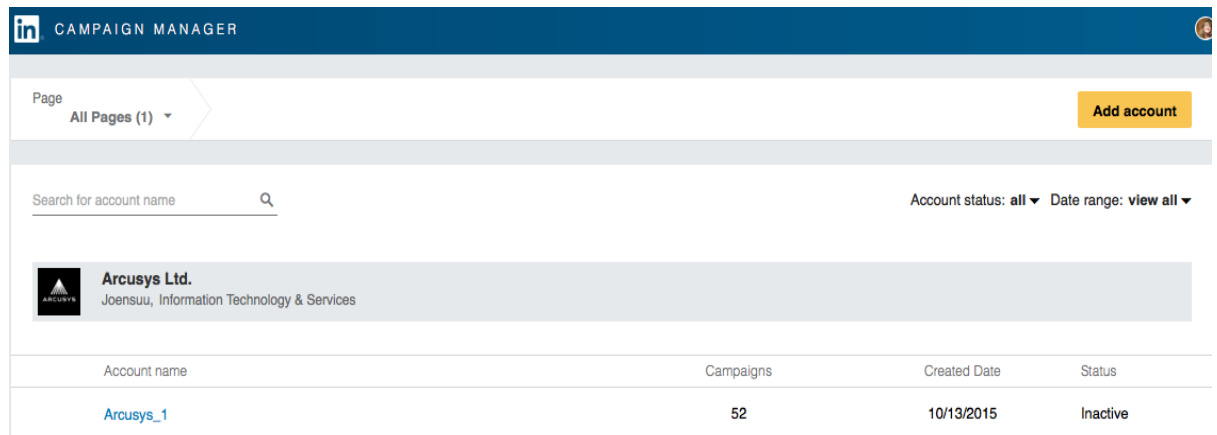 in CAMPAIGN MANAGER
Page
All Pages (1)
Add account
Search for account name
Account status: all Date range: view all
ARCUSYS
Arcusys Ltd.
Joensuu, Information Technology & Services
Account name Campaigns Created Date Status
Arcusys_1 52 10/13/2015 Inactive